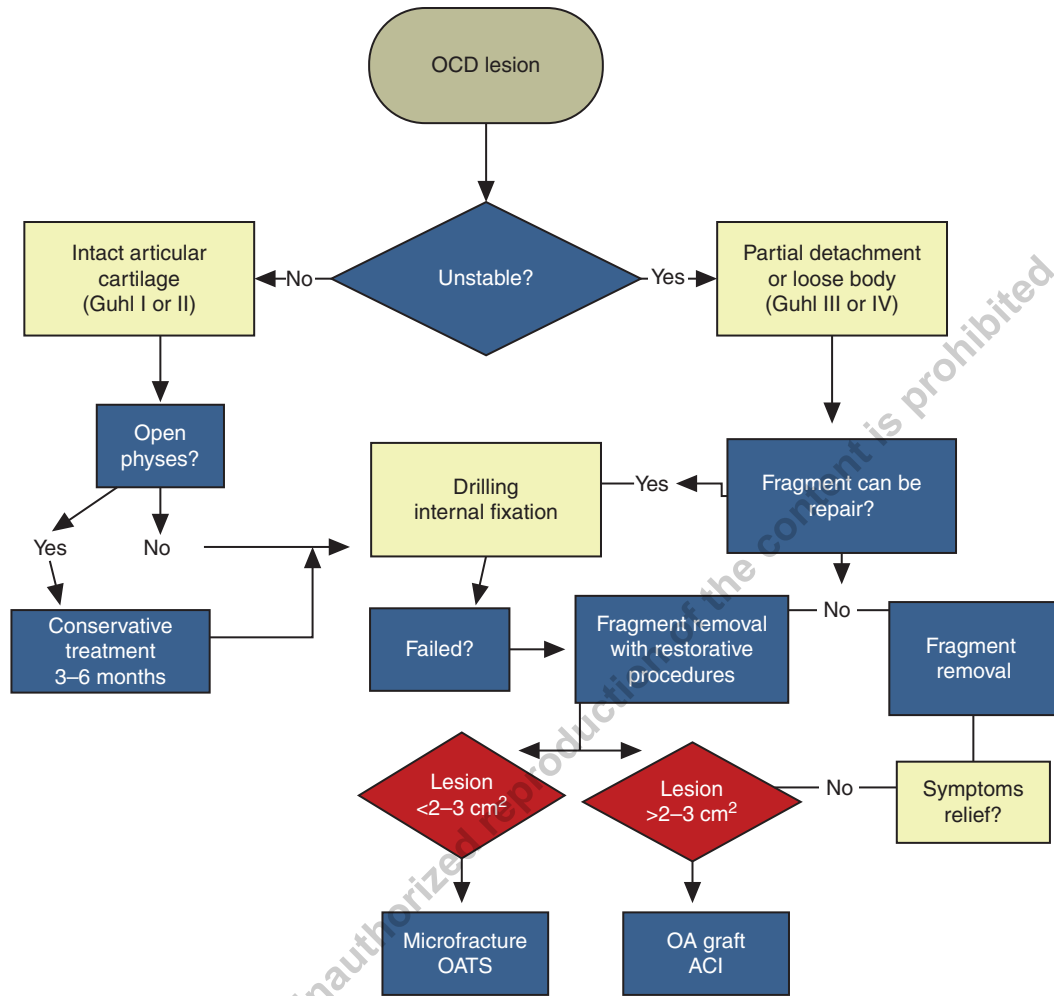 OCD lesion
Intact articular
cartilage
(Guhl I or II)
No
Unstable?
Yes
Partial detachment
or loose body
(Guhl III or IV)
Open
physes?
Yes
No
Drilling
internal fixation
Yes
Fragment can be
repair?
Conservative
treatment
3–6 months
Failed?
Fragment removal
with restorative
procedures
No
Fragment
removal
Lesion
<2–3 cm²
Lesion
>2–3 cm²
No
Symptoms
relief?
Microfracture
OATS
OA graft
ACI
reproduction of the content is prohibited